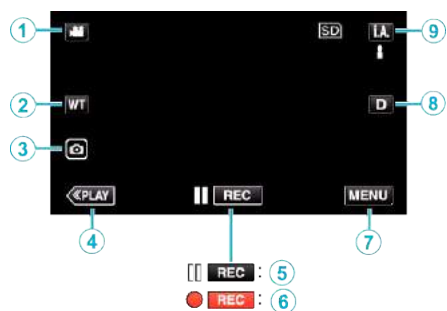 1 SD I.A. 9
2 WT D 8
3
≪PLAY REC MENU
4 7
REC : 5
REC : 6